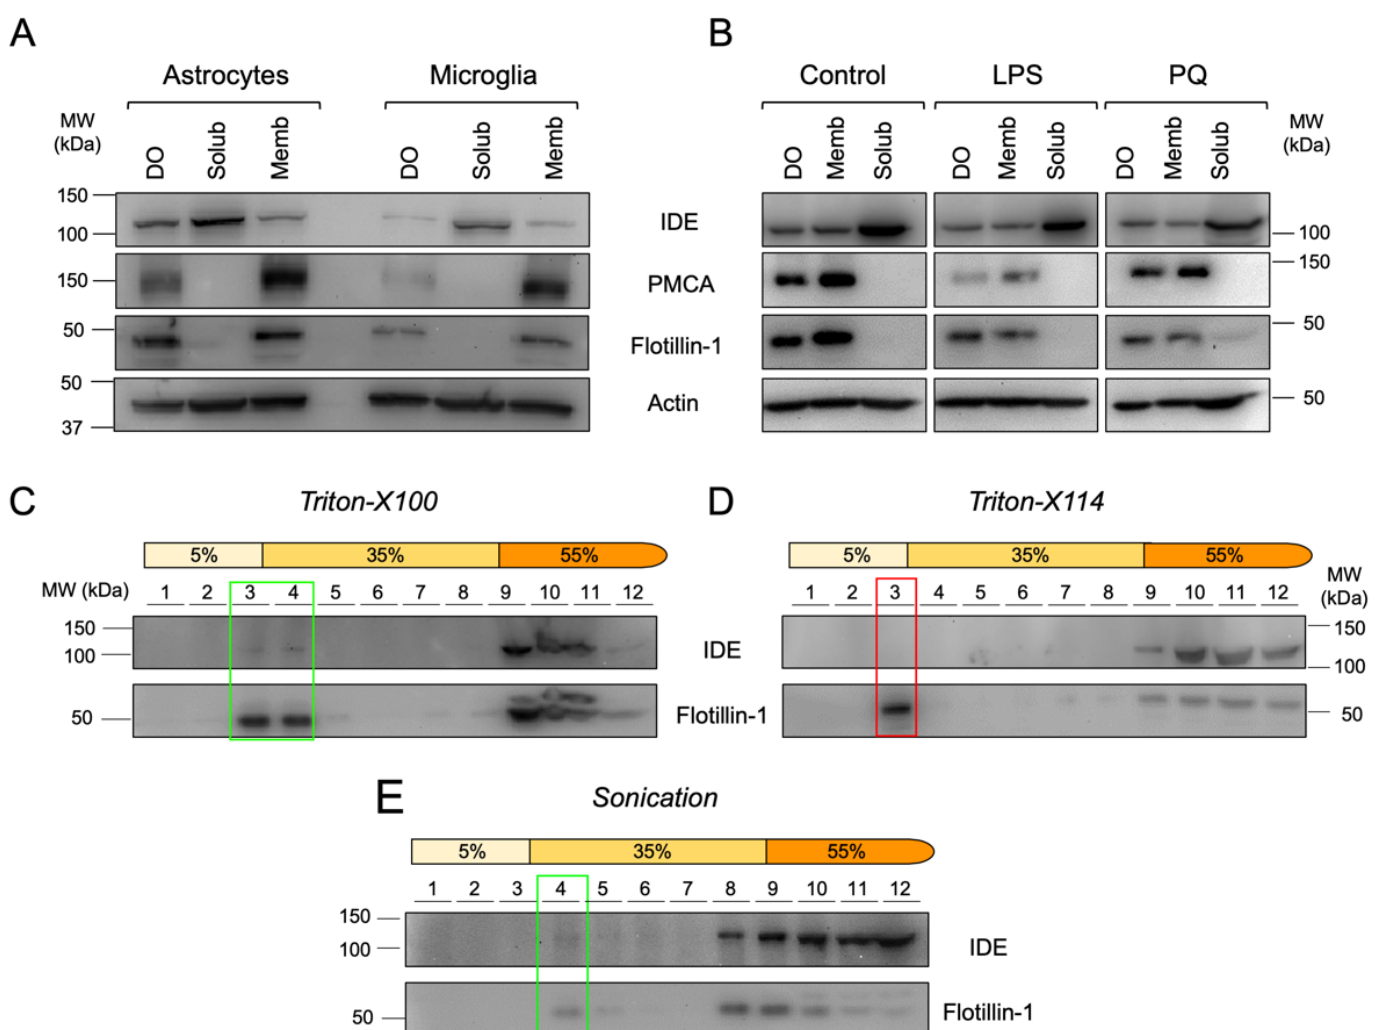 A
B
Astrocytes
Microglia
Control
LPS
PQ
MW
(kDa)
DO
Solub
Memb
DO
Solub
Memb
DO
Memb
Solub
DO
Memb
Solub
DO
Memb
Solub
MW
(kDa)
150
100
IDE
100
150
PMCA
150
50
Flotillin-1
50
50
37
Actin
50
C
Triton-X100
5%
35%
55%
MW (kDa)
1 2 3 4 5 6 7 8 9 10 11 12
150
100
IDE
50
Flotillin-1
D
Triton-X114
5%
35%
55%
MW
(kDa)
1 2 3 4 5 6 7 8 9 10 11 12
150
100
50
E
Sonication
5%
35%
55%
1 2 3 4 5 6 7 8 9 10 11 12
150
100
IDE
50
Flotillin-1